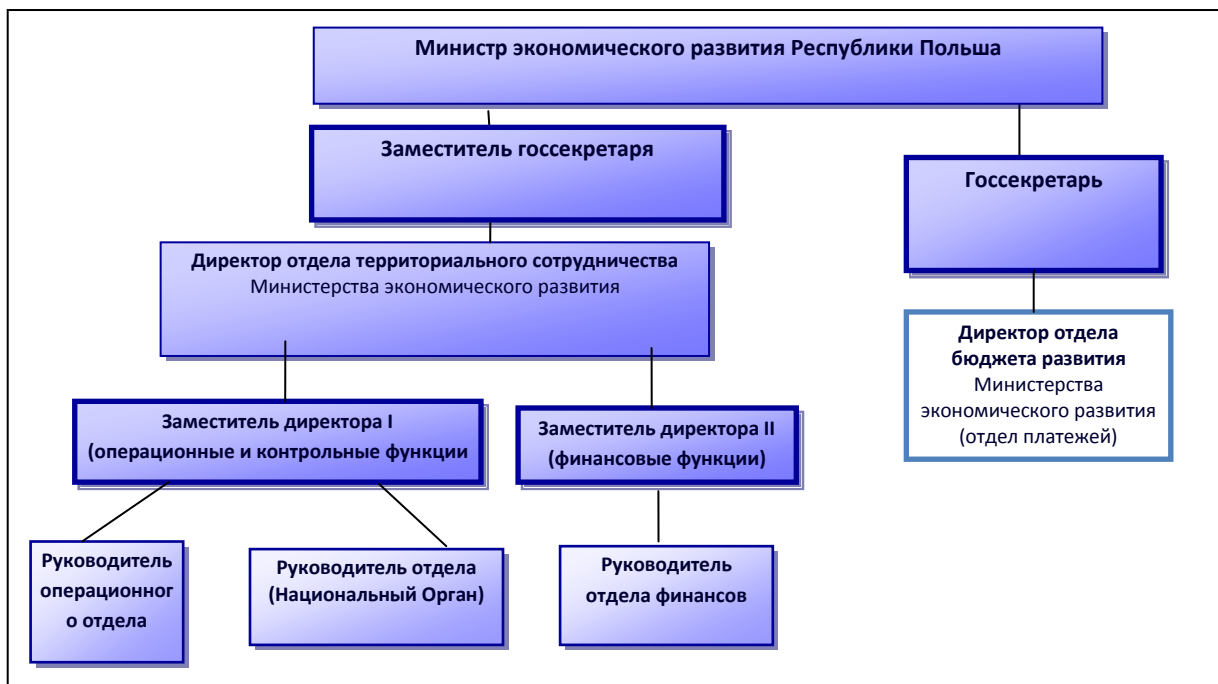 Министр экономического развития Республики Польша
Заместитель госсекретаря
Госсекретарь
Директор отдела территориального сотрудничества
Министерства экономического развития
Директор отдела
бюджета развития
Министерства
экономического развития
(отдел платежей)
Заместитель директора I
(операционные и контрольные функции
Заместитель директора II
(финансовые функции)
Руководитель
операционног
о отдела
Руководитель отдела
(Национальный Орган)
Руководитель
отдела финансов